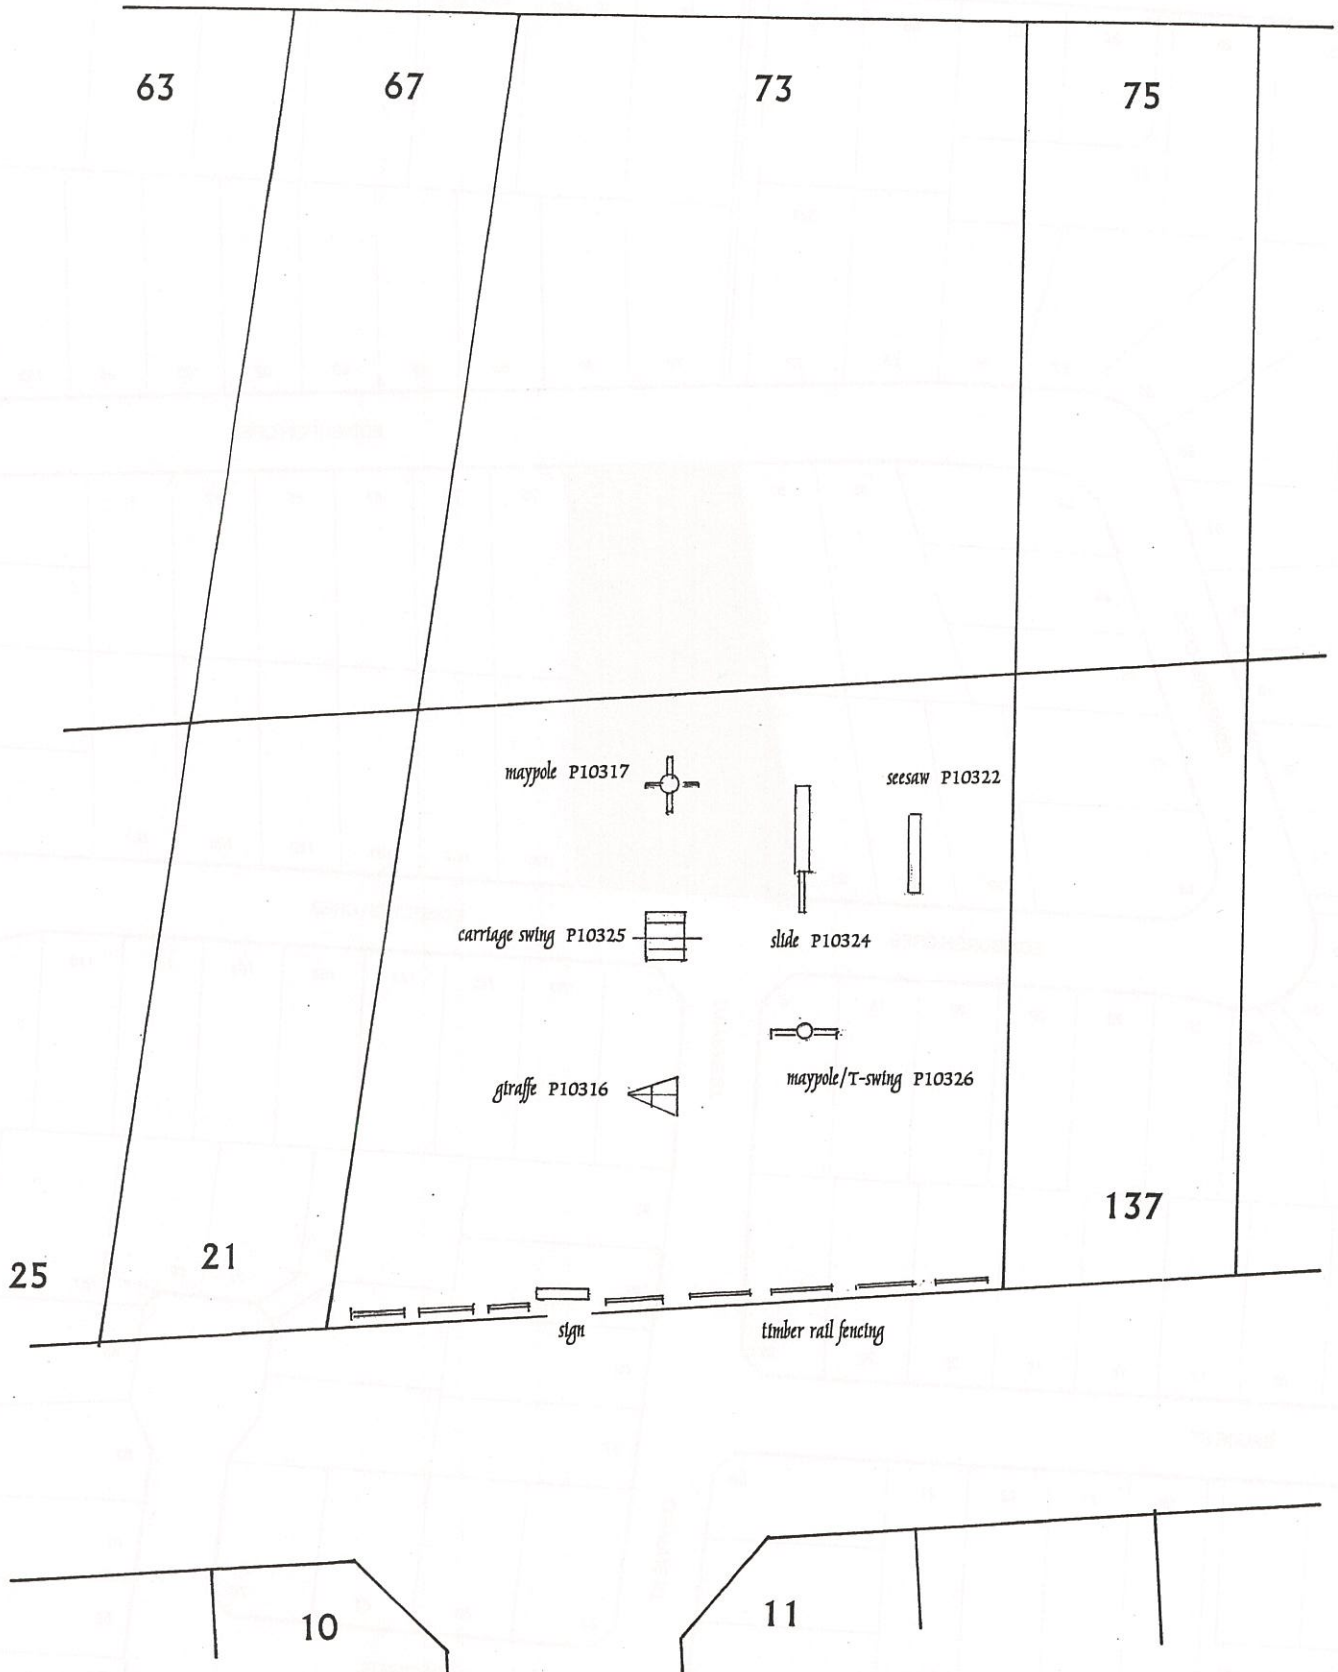 63
67
73
75
maypole P10317
seesaw P10322
carriage swing P10325
slide P10324
giraffe P10316
maypole/T-swing P10326
137
21
25
sign
timber rail fencing
10
11